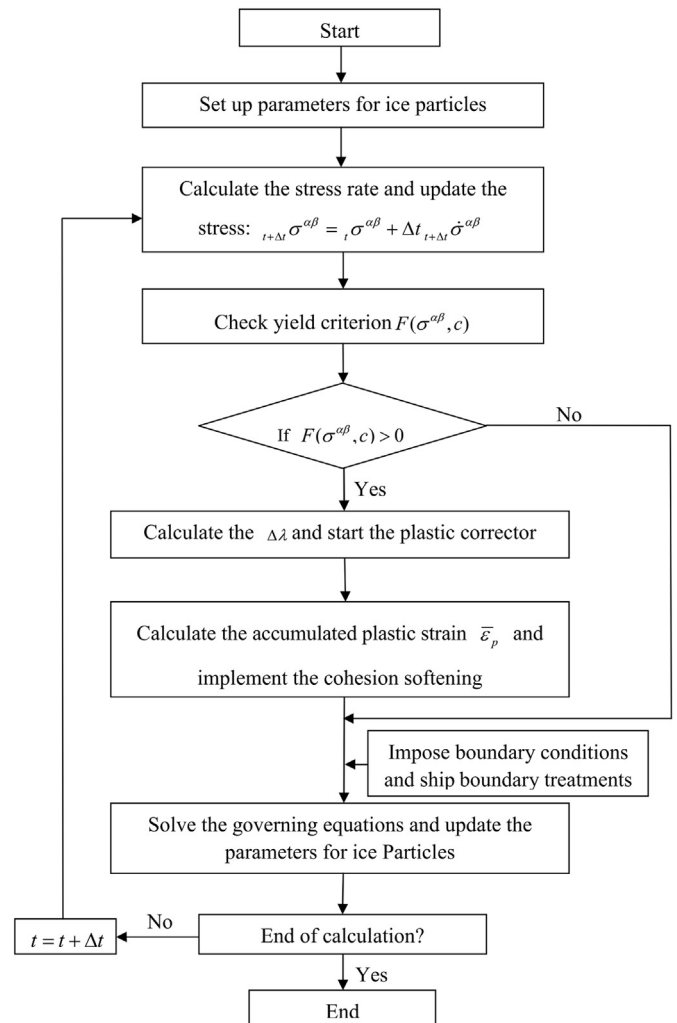 Start
Set up parameters for ice particles
Calculate the stress rate and update the
stress: ₜ₊Δₜσ^{αβ} = ₜσ^{αβ} + Δt ₜ₊Δₜσ̇^{αβ}
Check yield criterion F(σ^{αβ}, c)
If F(σ^{αβ}, c) > 0
No
Yes
Calculate the Δλ and start the plastic corrector
Calculate the accumulated plastic strain ε̅ₚ and
implement the cohesion softening
Impose boundary conditions
and ship boundary treatments
Solve the governing equations and update the
parameters for ice Particles
End of calculation?
No
t = t + Δt
Yes
End